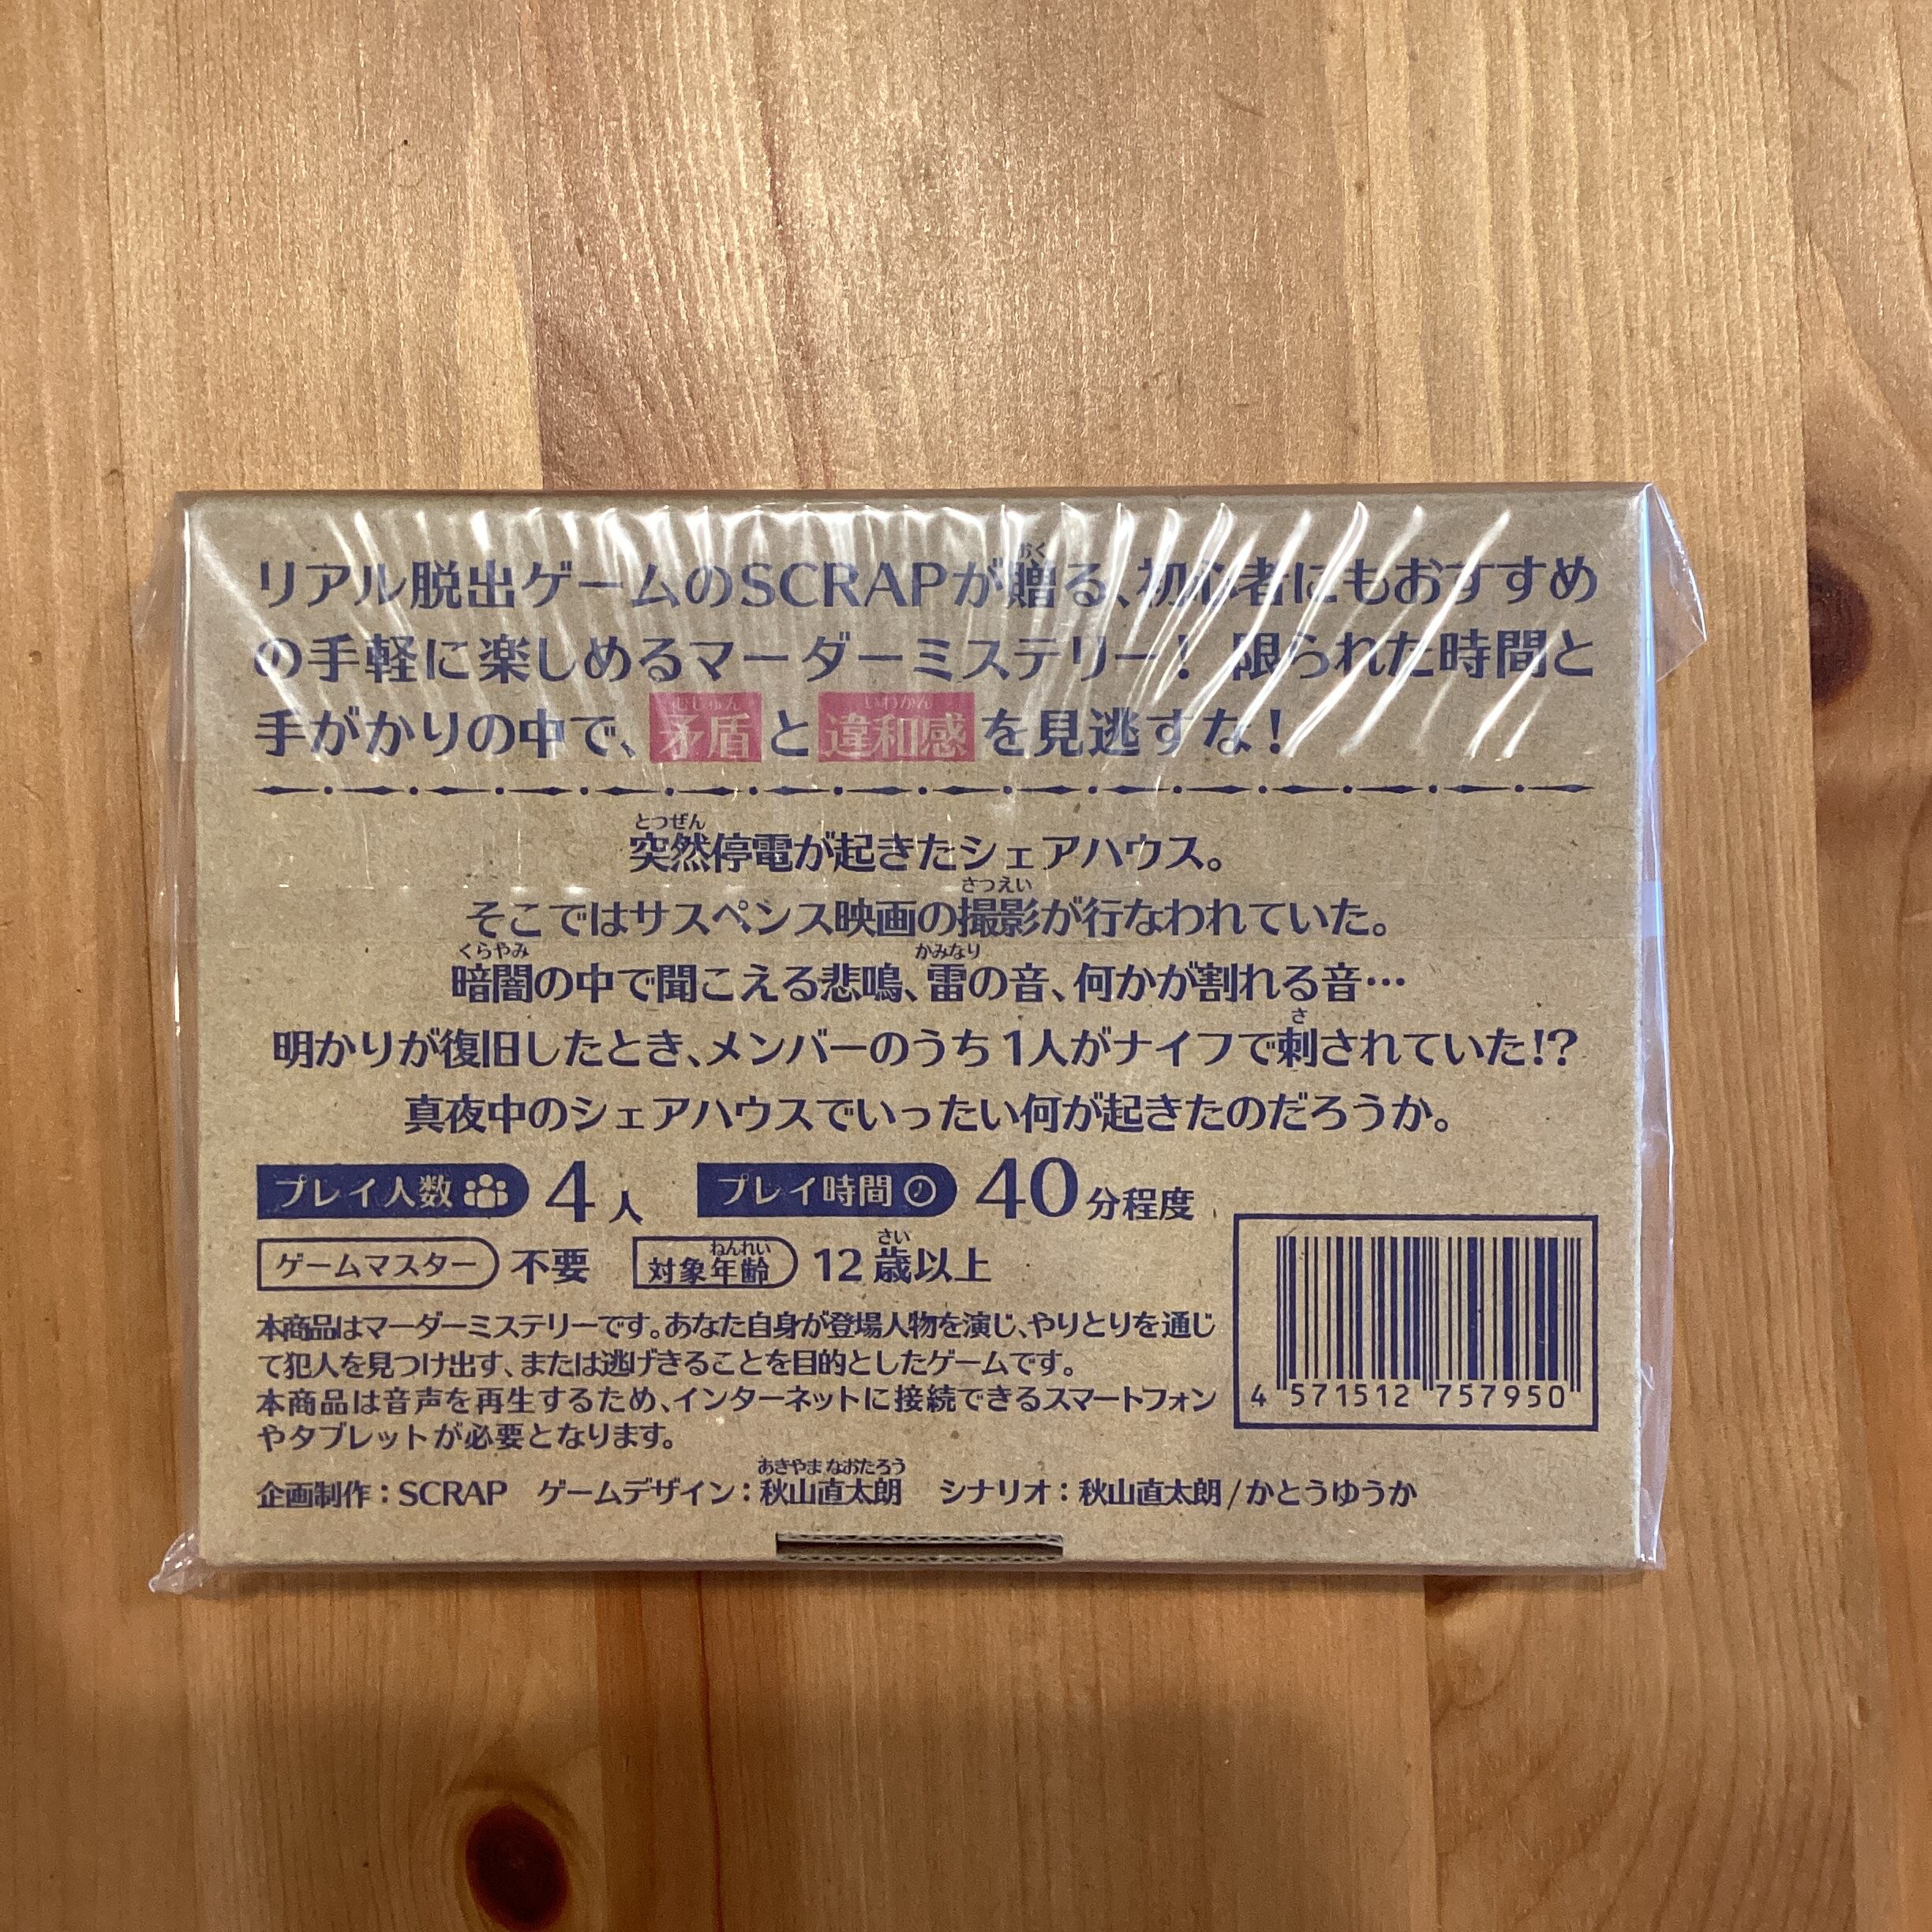 リアル脱出ゲームのSCRAPが贈る、初心者にもおすすめ
の手軽に楽しめるマーダーミステリー！ 限られた時間と
手がかりの中で、矛盾と違和感を見逃すな！
突然停電が起きたシェアハウス。
そこではサスペンス映画の撮影が行なわれていた。
暗闇の中で聞こえる悲鳴、雷の音、何かが割れる音…
明かりが復旧したとき、メンバーのうち1人がナイフで刺されていた!?
真夜中のシェアハウスでいったい何が起きたのだろうか。
プレイ人数 4人 プレイ時間 40分程度
ゲームマスター 不要 対象年齢 12歳以上
本商品はマーダーミステリーです。あなた自身が登場人物を演じ、やりとりを通じ
て犯人を見つけ出す、または逃げきることを目的としたゲームです。
本商品は音声を再生するため、インターネットに接続できるスマートフォン
やタブレットが必要となります。
4 571512 757950
企画制作：SCRAP ゲームデザイン：秋山直太朗 シナリオ：秋山直太朗/かとうゆうか